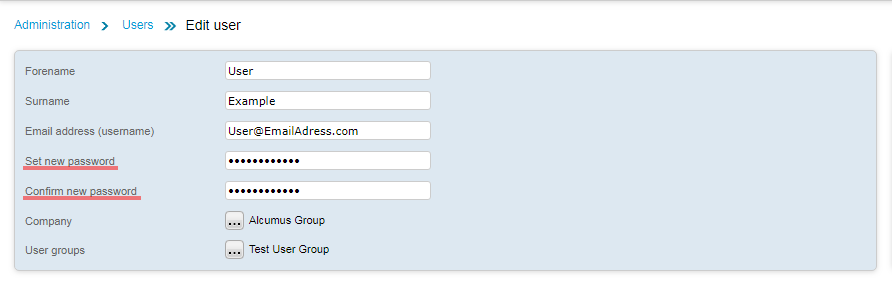 Administration > Users >> Edit user
Forename User
Surname Example
Email address (username) User@EmailAdress.com
Set new password ••••••••••••
Confirm new password ••••••••••••
Company ... Alcumus Group
User groups ... Test User Group